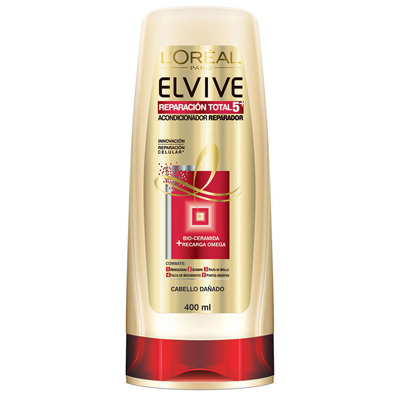 L'ORÉAL
PARIS
ELVIVE
REPARACIÓN TOTAL 5+
ACONDICIONADOR REPARADOR
INNOVACIÓN
REPARACIÓN
CELULAR*
BIO-CERAMIDA
+RECARGA OMEGA
COMBATE:
CABELLO DAÑADO
400 ml